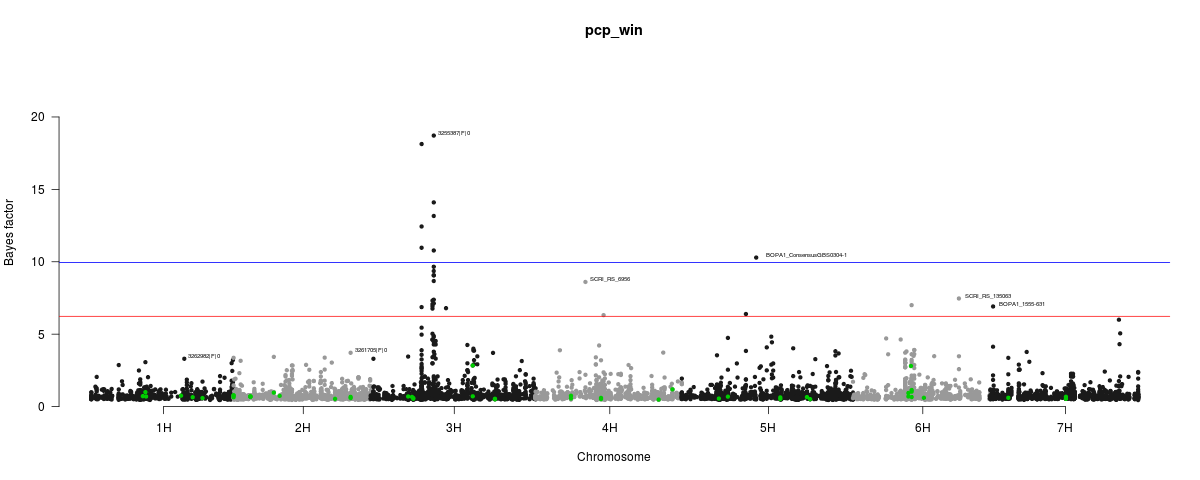 pcp_win
20
15
10
5
0
Bayes factor
3255387|F|0
BOPA1_ConsensusGBS0304-1
SCRI_RS_6956
SCRI_RS_135063
BOPA1_1555-631
3261705|F|0
3262982|F|0
1H 2H 3H 4H 5H 6H 7H
Chromosome